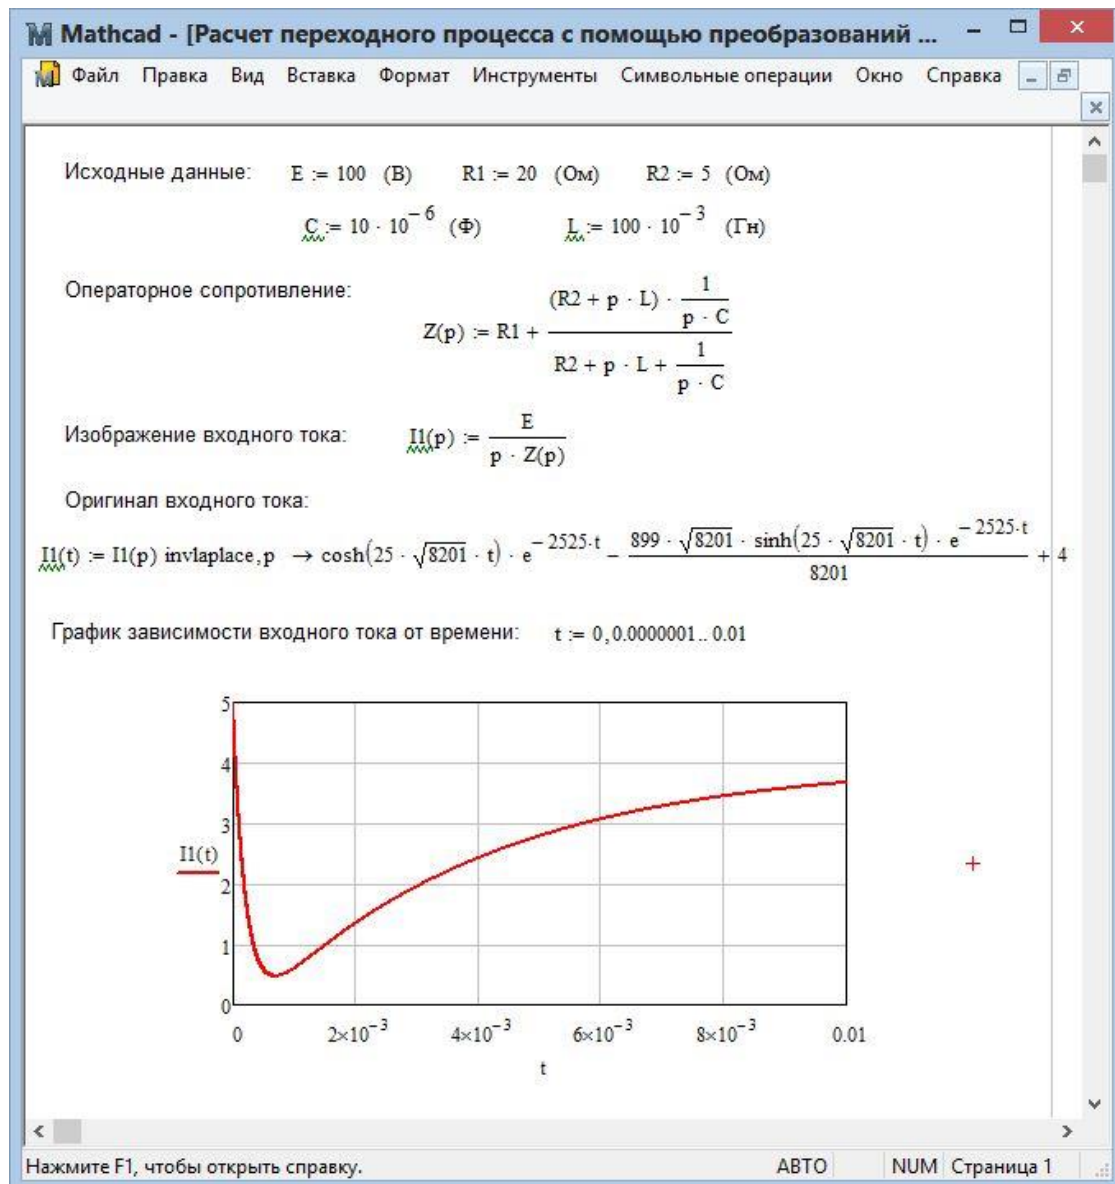 Mathcad - [Расчет переходного процесса с помощью преобразований ...
Файл Правка Вид Вставка Формат Инструменты Символьные операции Окно Справка
Исходные данные: E := 100 (В) R1 := 20 (Ом) R2 := 5 (Ом)
C := 10 · 10^-6 (Ф) L := 100 · 10^-3 (Гн)
Операторное сопротивление:
Z(p) := R1 + ((R2 + p · L) · 1/(p · C))/(R2 + p · L + 1/(p · C))
Изображение входного тока: I1(p) := E/(p · Z(p))
Оригинал входного тока:
I1(t) := I1(p) invlaplace,p → cosh(25 · √8201 · t) · e^(-2525·t) − (899 · √8201 · sinh(25 · √8201 · t) · e^(-2525·t))/8201 + 4
График зависимости входного тока от времени: t := 0,0.0000001.. 0.01
5
4
3
I1(t)
2
1
0
0 2×10^-3 4×10^-3 6×10^-3 8×10^-3 0.01
t
Нажмите F1, чтобы открыть справку. АВТО NUM Страница 1